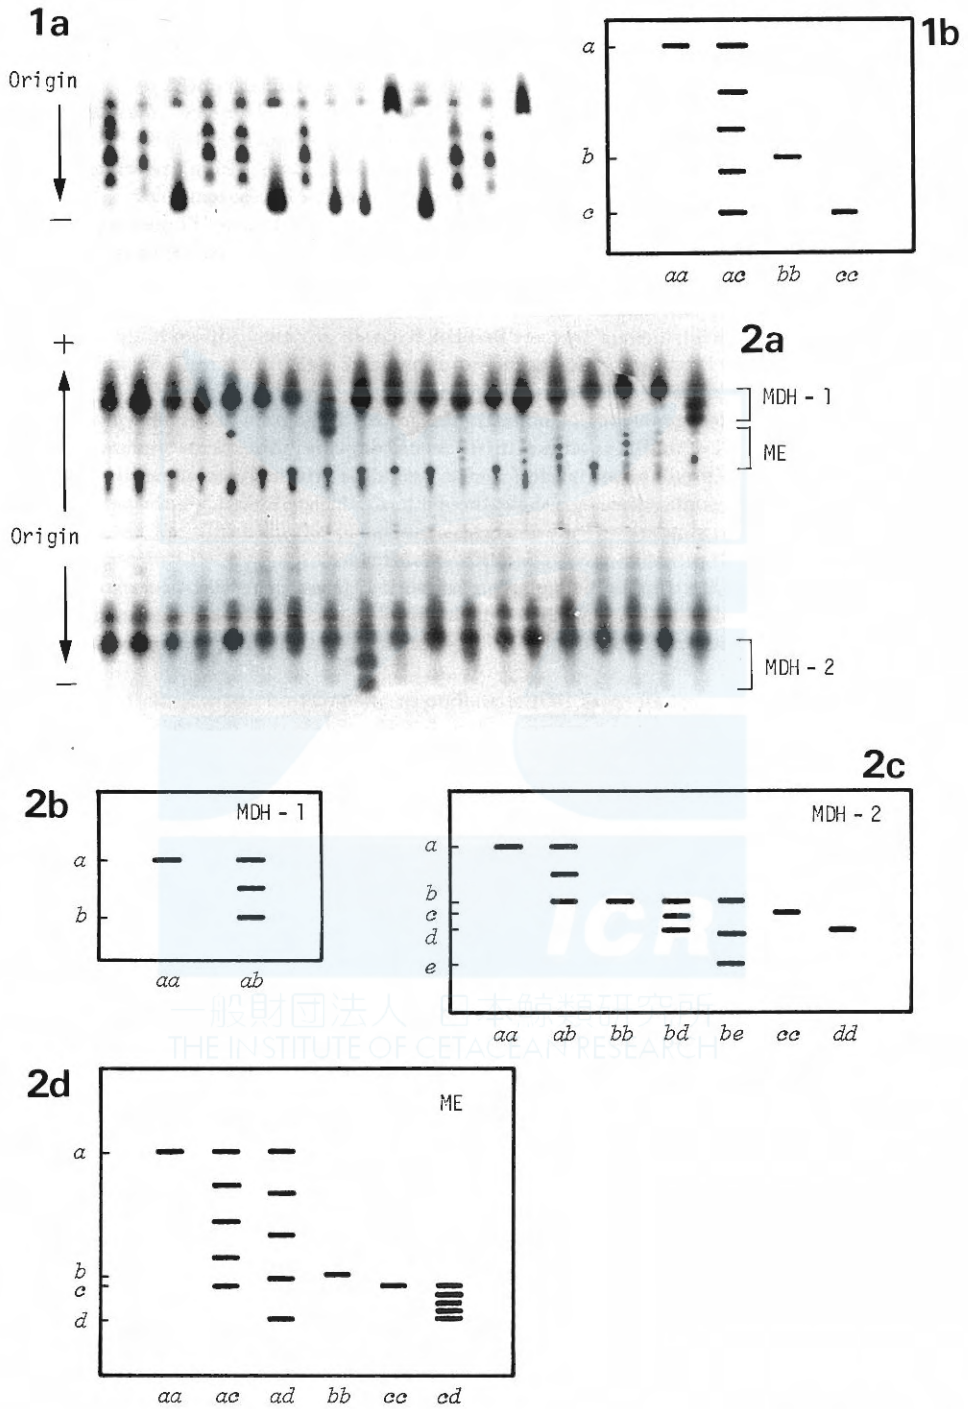 1a
1b
Origin
−
a
b
c
aa ac bb cc
2a
+
Origin
−
MDH - 1
ME
MDH - 2
2b
MDH - 1
a
b
aa ab
2c
MDH - 2
a
b
c
d
e
aa ab bb bd be cc dd
ICR
一般財団法人 日本鯨類研究所
THE INSTITUTE OF CETACEAN RESEARCH
2d
ME
a
b
c
d
aa ac ad bb cc cd